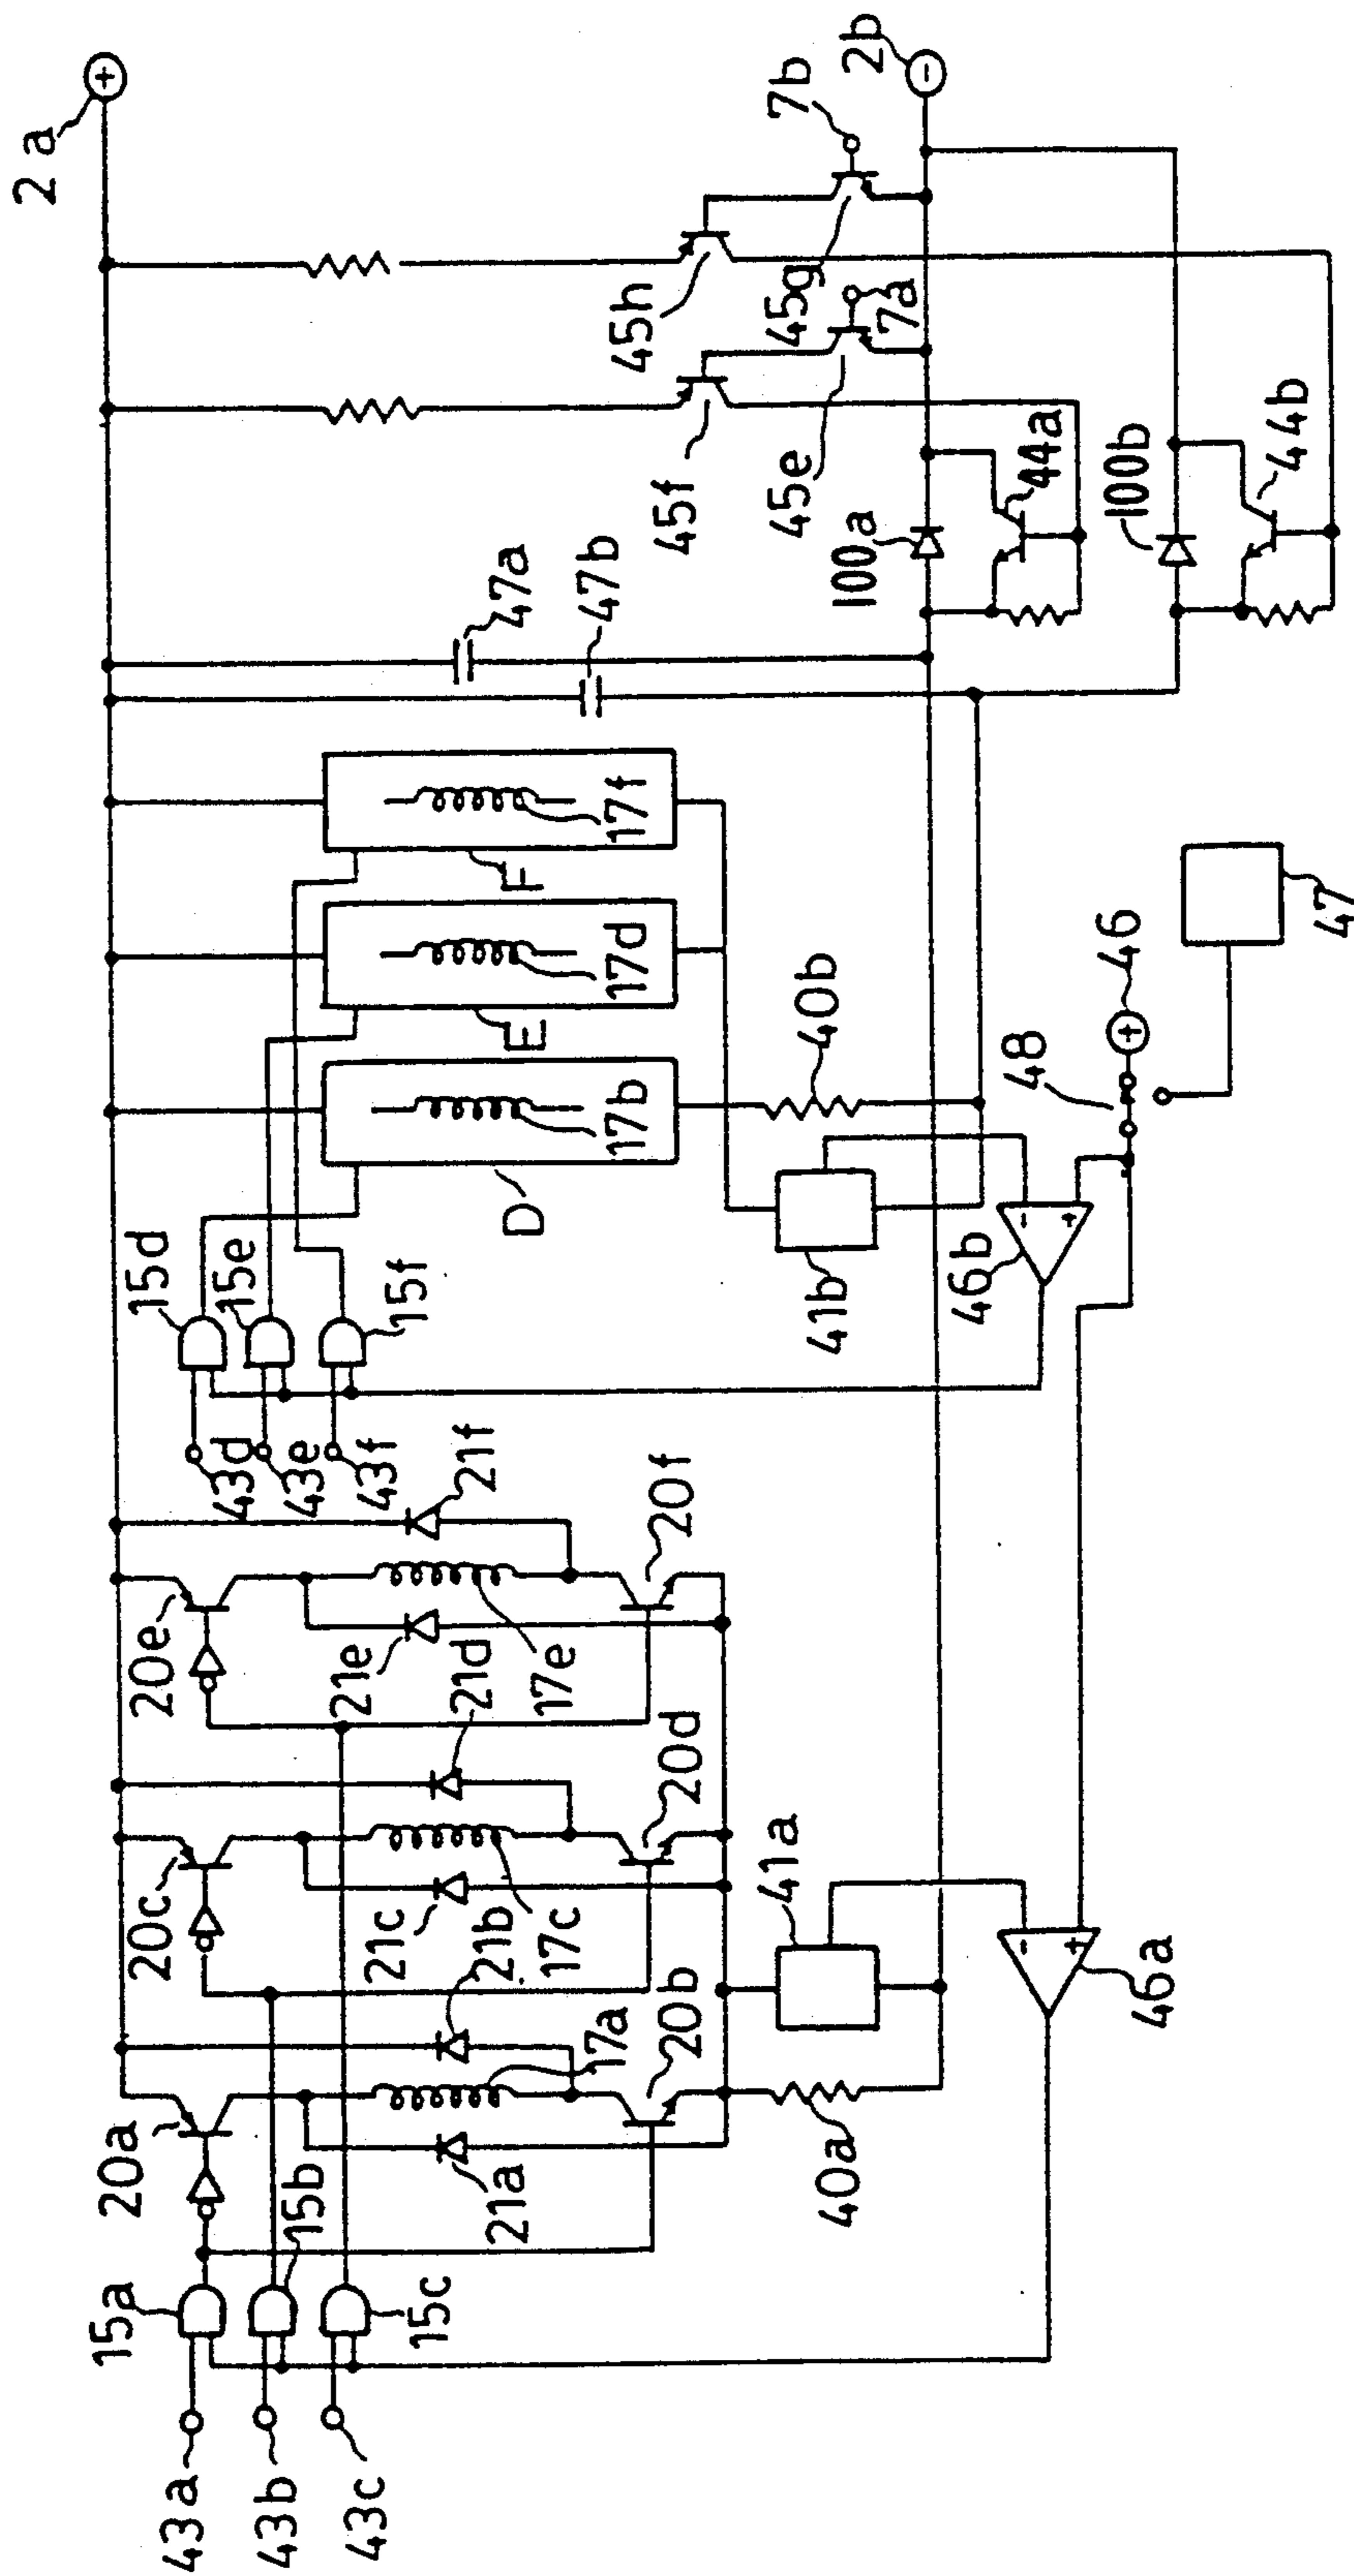 2a
+
15a
20a
20c
20e
15d
43a
43b
15b
43d
15e
43c
15c
43e
43f
15f
21a
21b
21c
21d
21e
21f
17a
17c
17e
D
E
F
17b
17d
17f
47a
47b
45f
45h
20b
20d
20f
45e
45g
7a
7b
40a
41a
41b
40b
100a
44a
2b
-
46b
-
+
46a
-
+
48
46
+
100b
44b
47